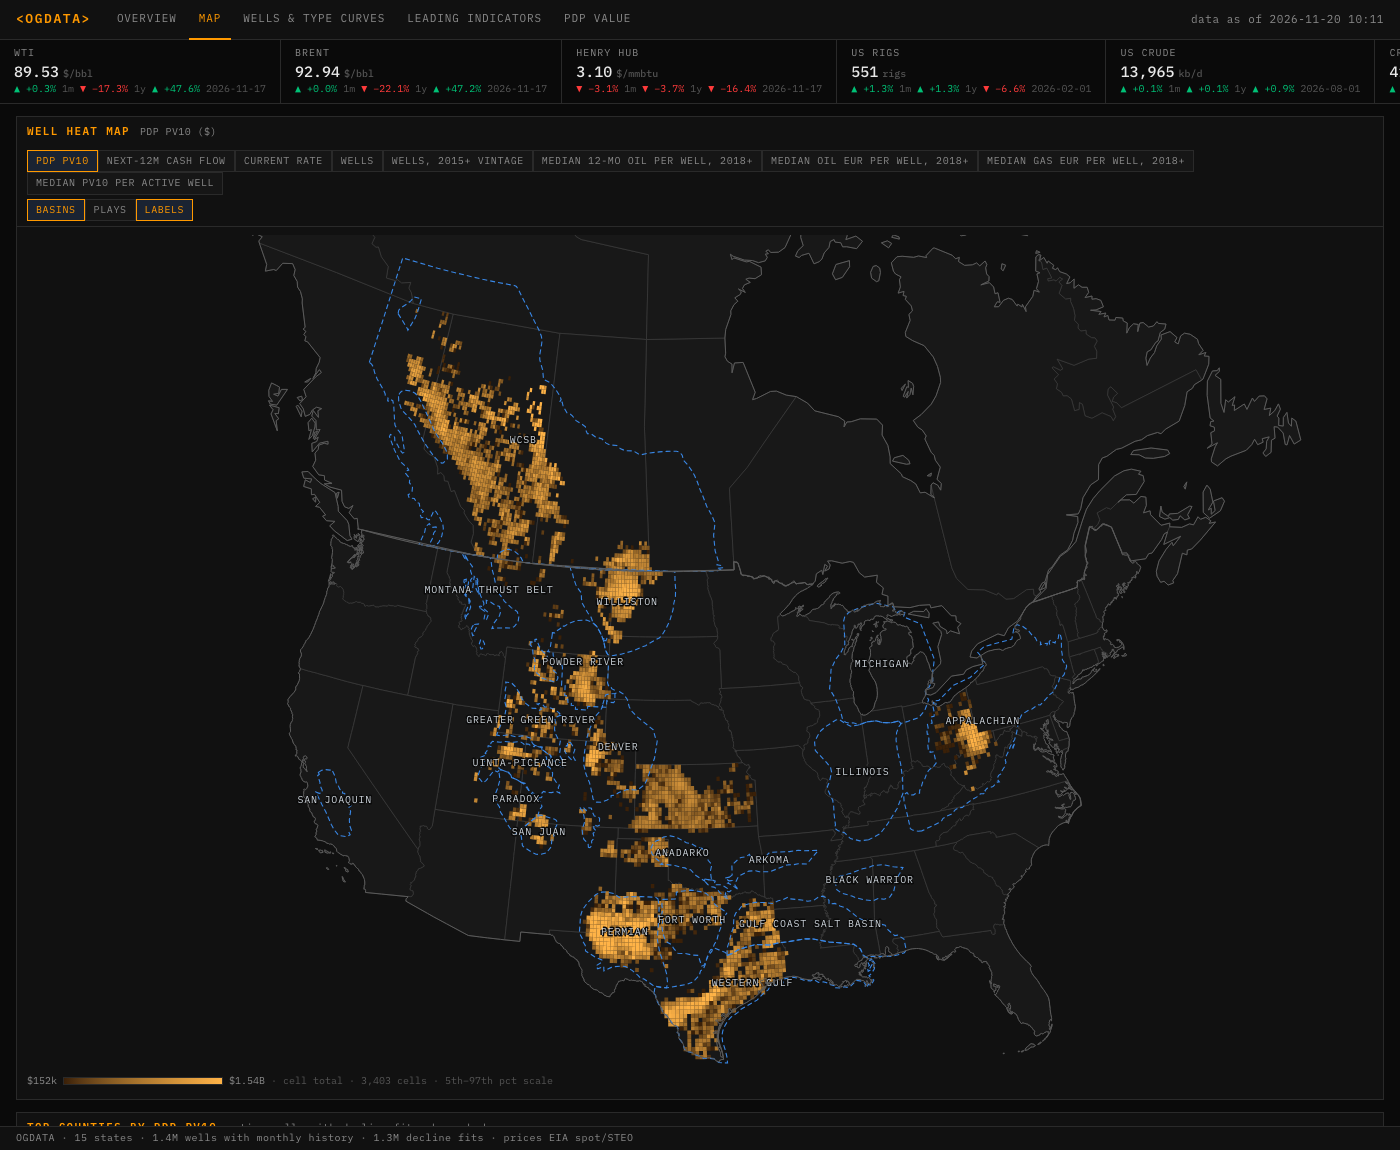 <OGDATA> OVERVIEW MAP WELLS & TYPE CURVES LEADING INDICATORS PDP VALUE data as of 2026-11-20 10:11
WTI
89.53 $/bbl
▲ +0.3% 1m ▼ −17.3% 1y ▲ +47.6% 2026-11-17
BRENT
92.94 $/bbl
▲ +0.0% 1m ▼ −22.1% 1y ▲ +47.2% 2026-11-17
HENRY HUB
3.10 $/mmbtu
▼ −3.1% 1m ▼ −3.7% 1y ▼ −16.4% 2026-11-17
US RIGS
551 rigs
▲ +1.3% 1m ▲ +1.3% 1y ▼ −6.6% 2026-02-01
US CRUDE
13,965 kb/d
▲ +0.1% 1m ▲ +0.1% 1y ▲ +0.9% 2026-08-01
WELL HEAT MAP PDP PV10 ($)
PDP PV10 NEXT-12M CASH FLOW CURRENT RATE WELLS WELLS, 2015+ VINTAGE MEDIAN 12-MO OIL PER WELL, 2018+ MEDIAN OIL EUR PER WELL, 2018+ MEDIAN GAS EUR PER WELL, 2018+
MEDIAN PV10 PER ACTIVE WELL
BASINS PLAYS LABELS
WCSB
MONTANA THRUST BELT
WILLISTON
POWDER RIVER
MICHIGAN
GREATER GREEN RIVER
APPALACHIAN
DENVER
UINTA-PICEANCE
ILLINOIS
PARADOX
SAN JOAQUIN
SAN JUAN
ANADARKO
ARKOMA
BLACK WARRIOR
FORT WORTH
GULF COAST SALT BASIN
PERMIAN
WESTERN GULF
$152k $1.54B · cell total · 3,403 cells · 5th–97th pct scale
OGDATA · 15 states · 1.4M wells with monthly history · 1.3M decline fits · prices EIA spot/STEO